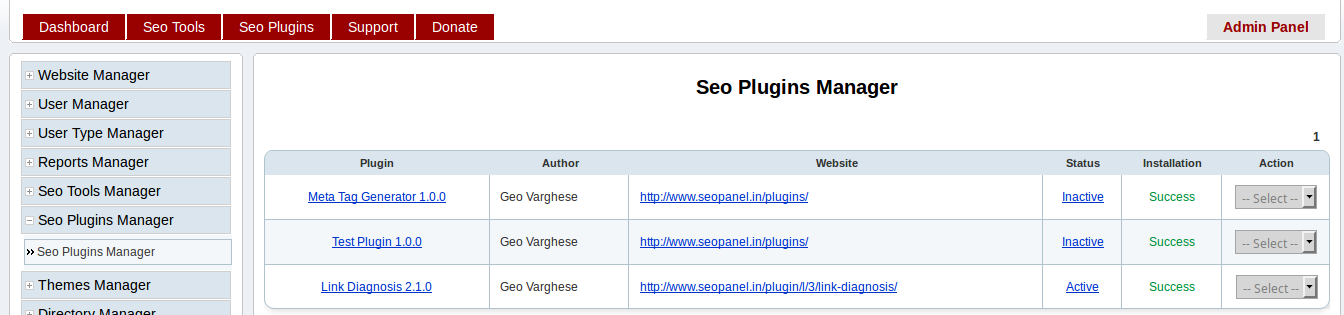 Dashboard Seo Tools Seo Plugins Support Donate Admin Panel
Website Manager
User Manager
User Type Manager
Reports Manager
Seo Tools Manager
Seo Plugins Manager
Seo Plugins Manager
Themes Manager
Directory Manager
Seo Plugins Manager
1
Plugin Author Website Status Installation Action
Meta Tag Generator 1.0.0 Geo Varghese http://www.seopanel.in/plugins/ Inactive Success -- Select --
Test Plugin 1.0.0 Geo Varghese http://www.seopanel.in/plugins/ Inactive Success -- Select --
Link Diagnosis 2.1.0 Geo Varghese http://www.seopanel.in/plugin/l/3/link-diagnosis/ Active Success -- Select --